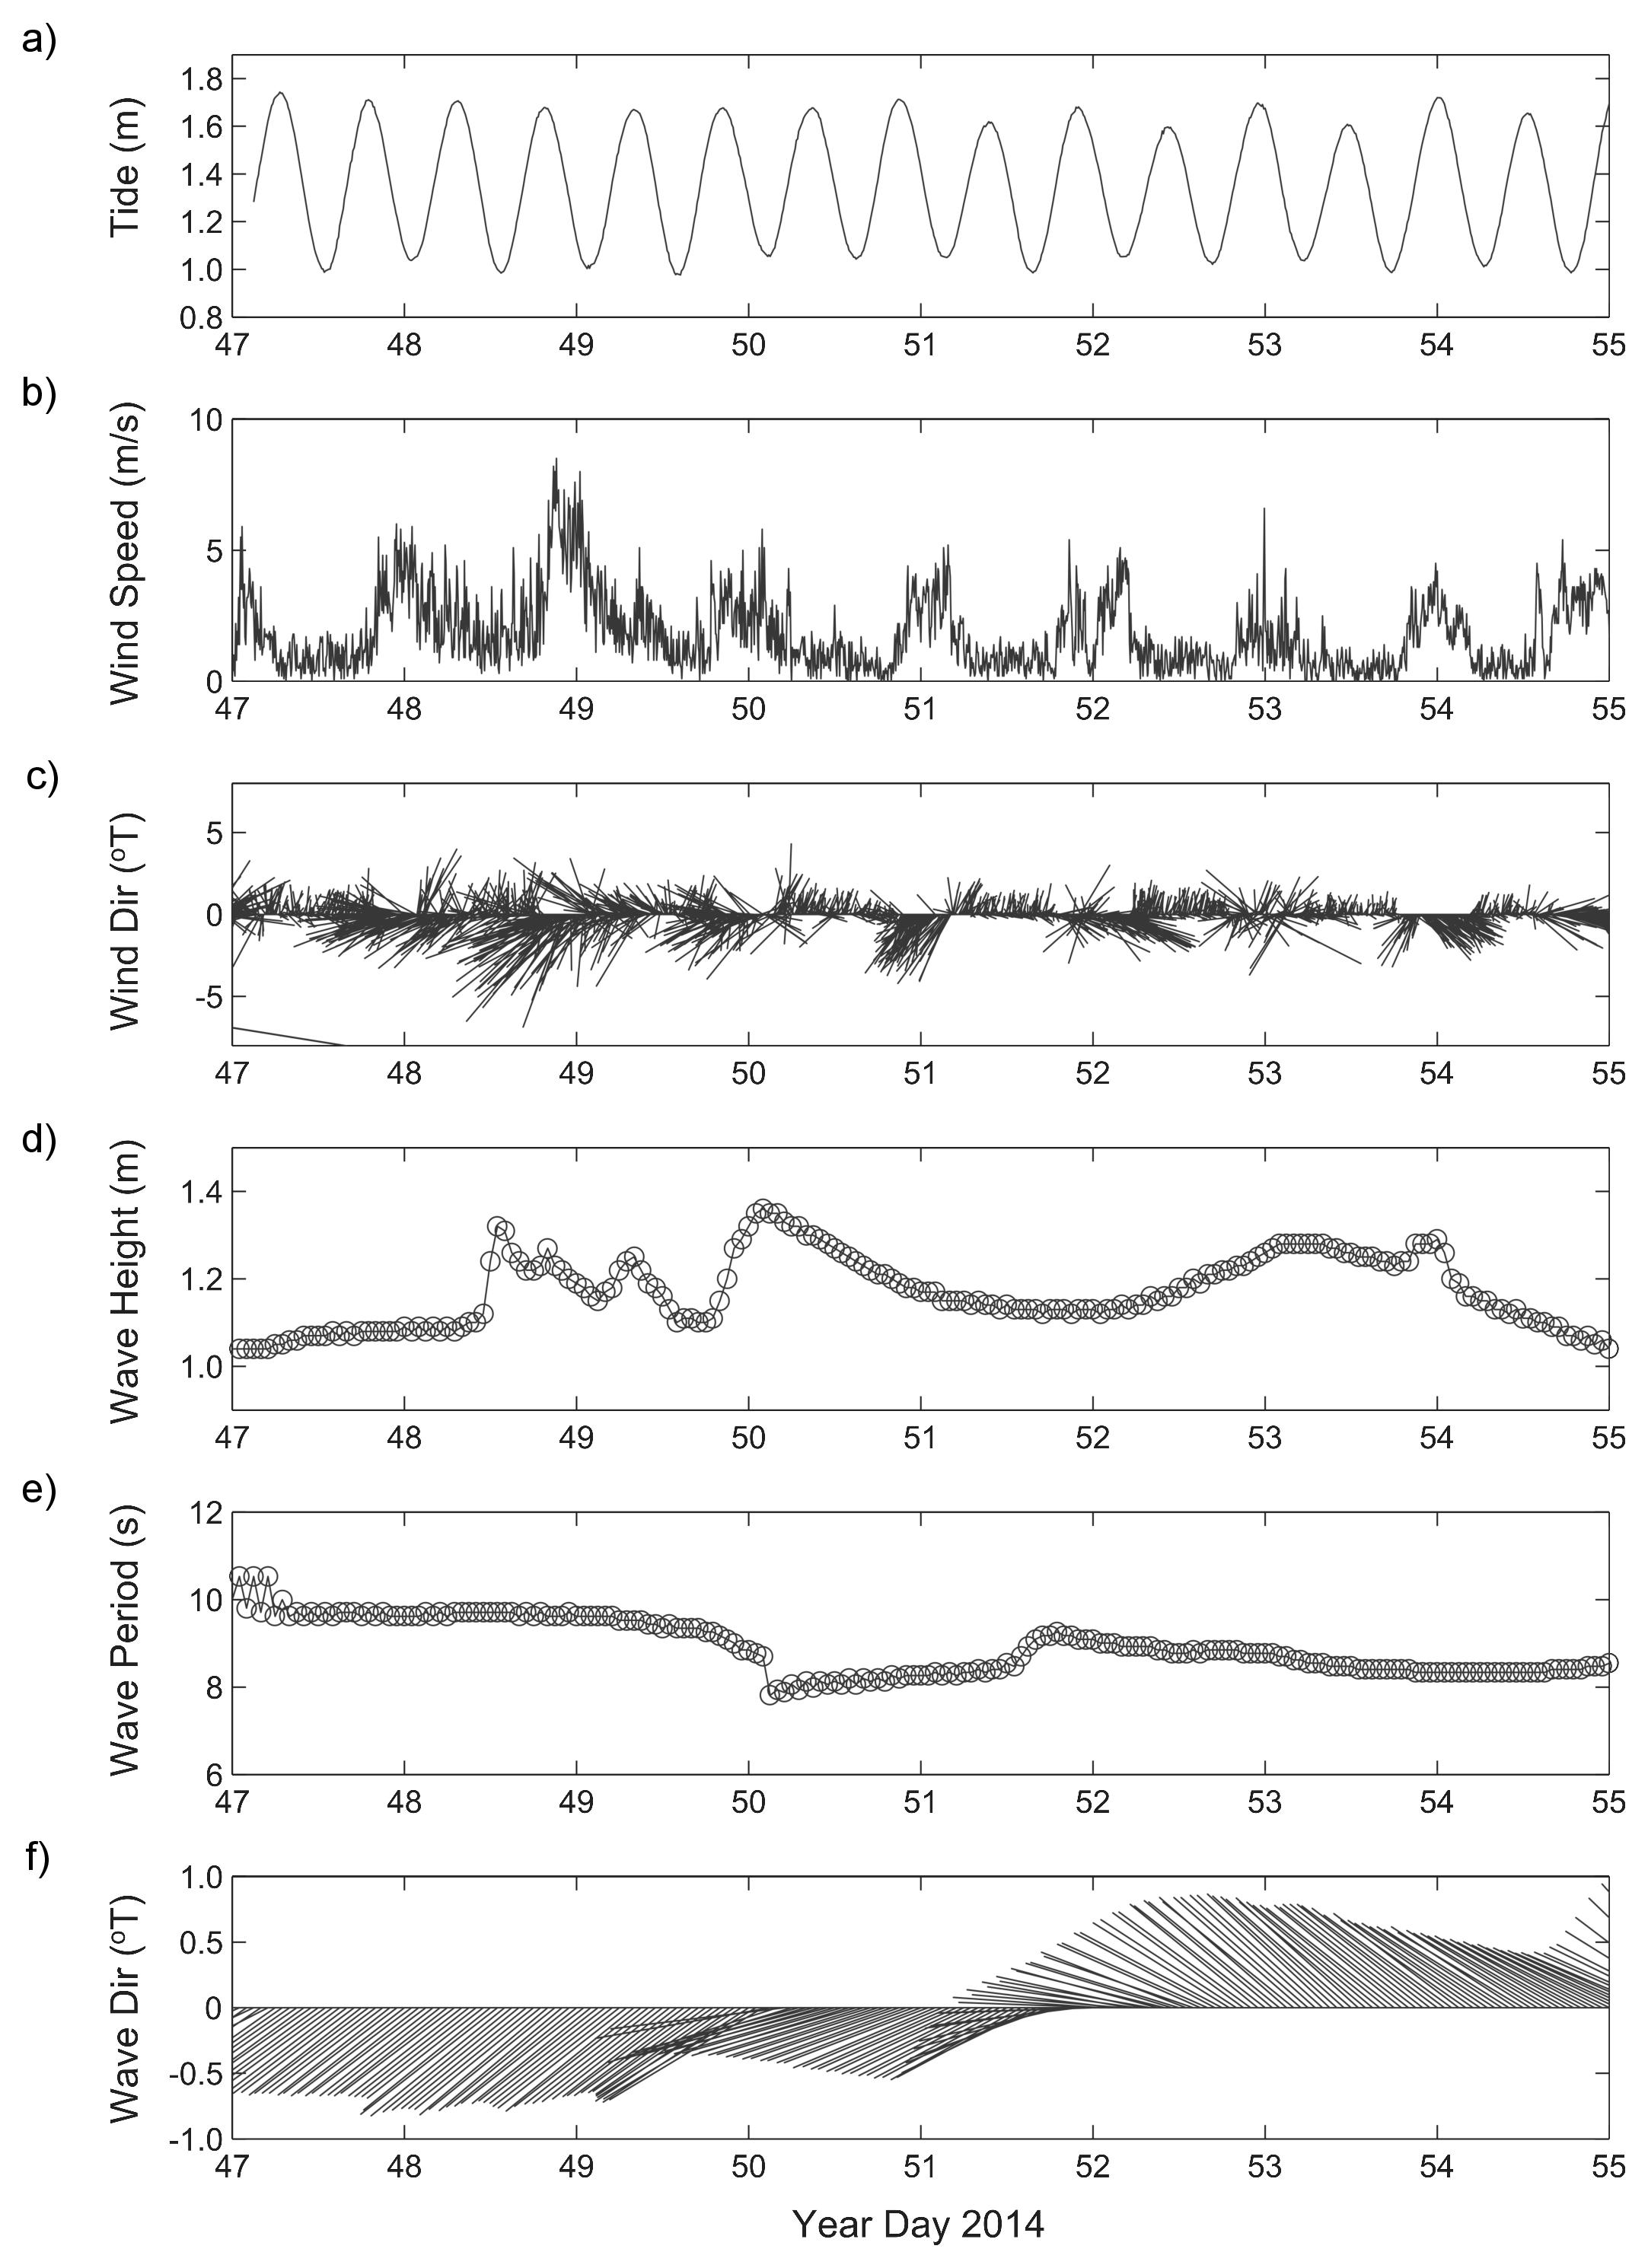 a)
Tide (m)
1.8
1.6
1.4
1.2
1.0
0.8
47 48 49 50 51 52 53 54 55
b)
Wind Speed (m/s)
10
5
0
47 48 49 50 51 52 53 54 55
c)
Wind Dir (ºT)
5
0
-5
47 48 49 50 51 52 53 54 55
d)
Wave Height (m)
1.4
1.2
1.0
47 48 49 50 51 52 53 54 55
e)
Wave Period (s)
12
10
8
6
47 48 49 50 51 52 53 54 55
f)
Wave Dir (ºT)
1.0
0.5
0
-0.5
-1.0
47 48 49 50 51 52 53 54 55
Year Day 2014